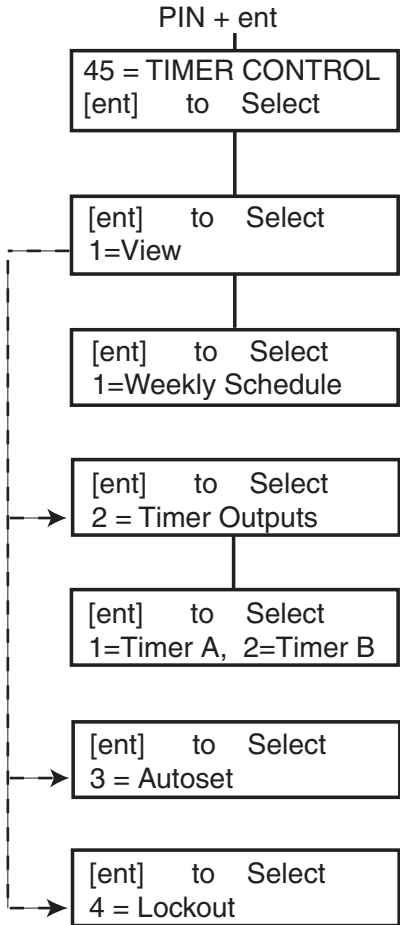 PIN + ent
45 = TIMER CONTROL
[ent] to Select
[ent] to Select
1=View
[ent] to Select
1=Weekly Schedule
[ent] to Select
2 = Timer Outputs
[ent] to Select
1=Timer A, 2=Timer B
[ent] to Select
3 = Autoset
[ent] to Select
4 = Lockout